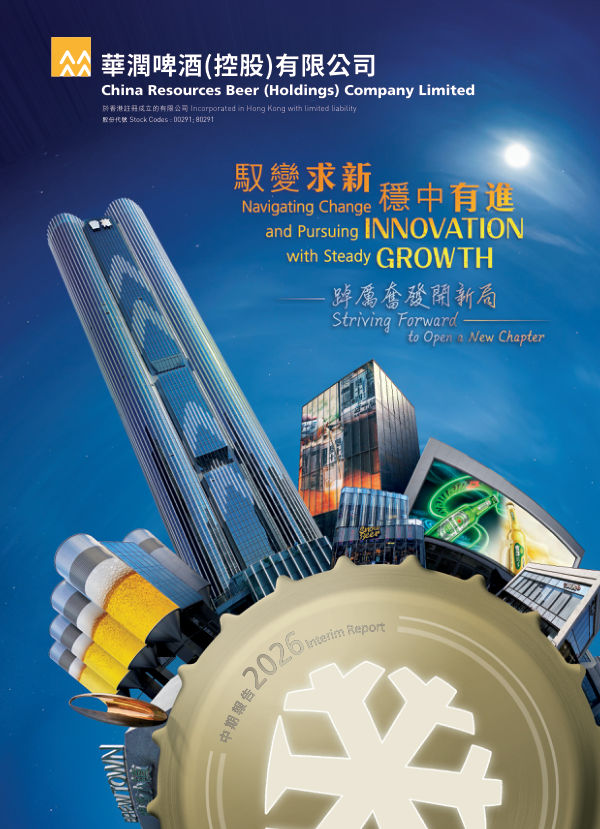 華潤啤酒(控股)有限公司
China Resources Beer (Holdings) Company Limited
於香港註冊成立的有限公司 Incorporated in Hong Kong with limited liability
股份代號 Stock Codes : 00291; 80291
馭變求新
穩中有進
Navigating Change
and Pursuing INNOVATION
with Steady GROWTH
踔厲奮發開新局
Striving Forward
to Open a New Chapter
Snow
Beer
中期報告 2026 Interim Report